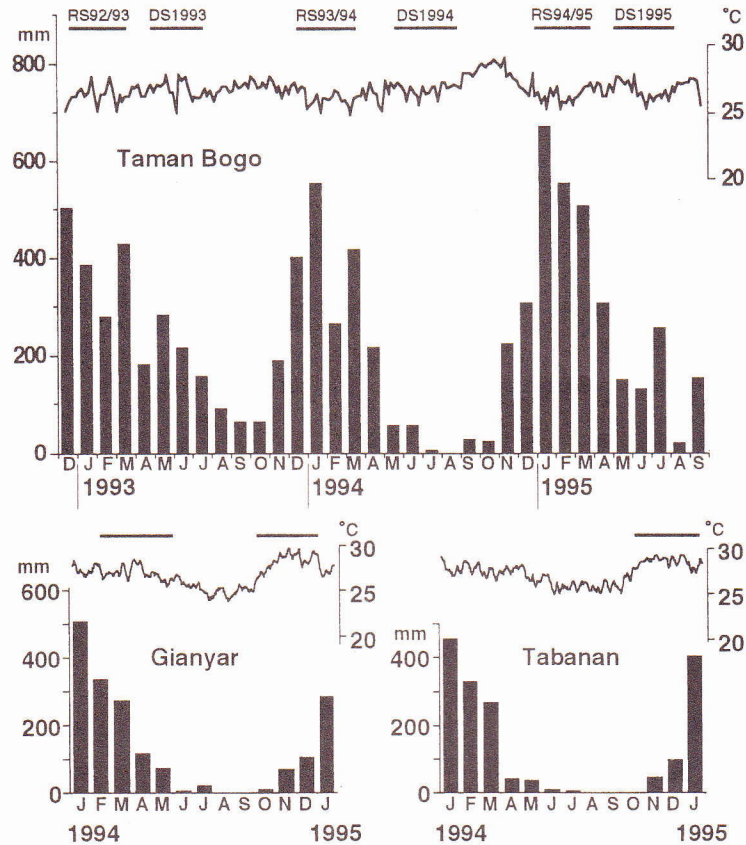 RS92/93 DS1993 RS93/94 DS1994 RS94/95 DS1995 °C
mm
30
800
25
Taman Bogo
600
20
400
200
0
D J F M A M J J A S O N D J F M A M J J A S O N D J F M A M J J A S
1993 1994 1995
°C °C
mm 30 30
600
25 25
20 mm 20
Gianyar Tabanan
400 400
200 200
0 0
J F M A M J J A S O N D J J F M A M J J A S O N D J
1994 1995 1994 1995